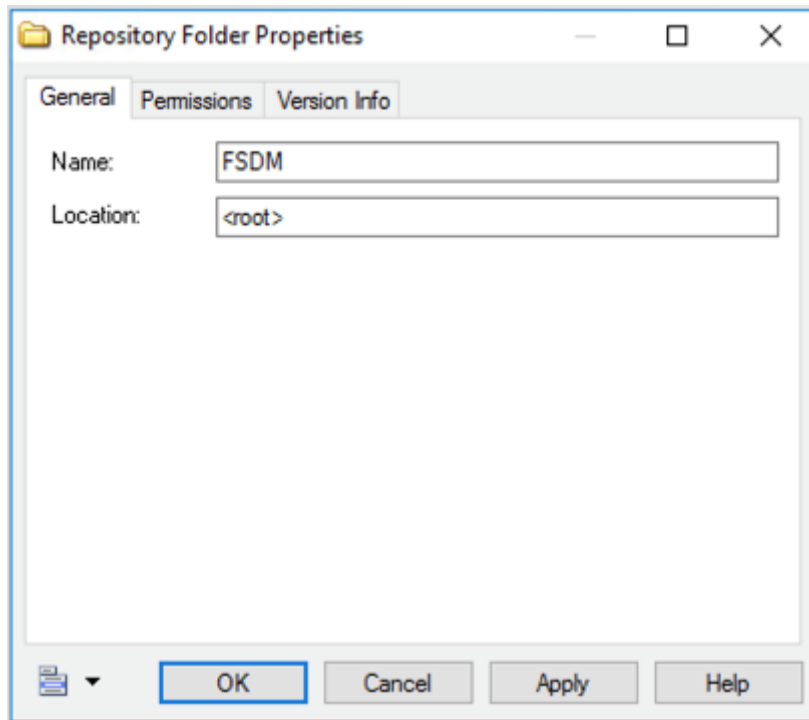 Repository Folder Properties
General Permissions Version Info
Name: FSDM
Location: <root>
OK Cancel Apply Help